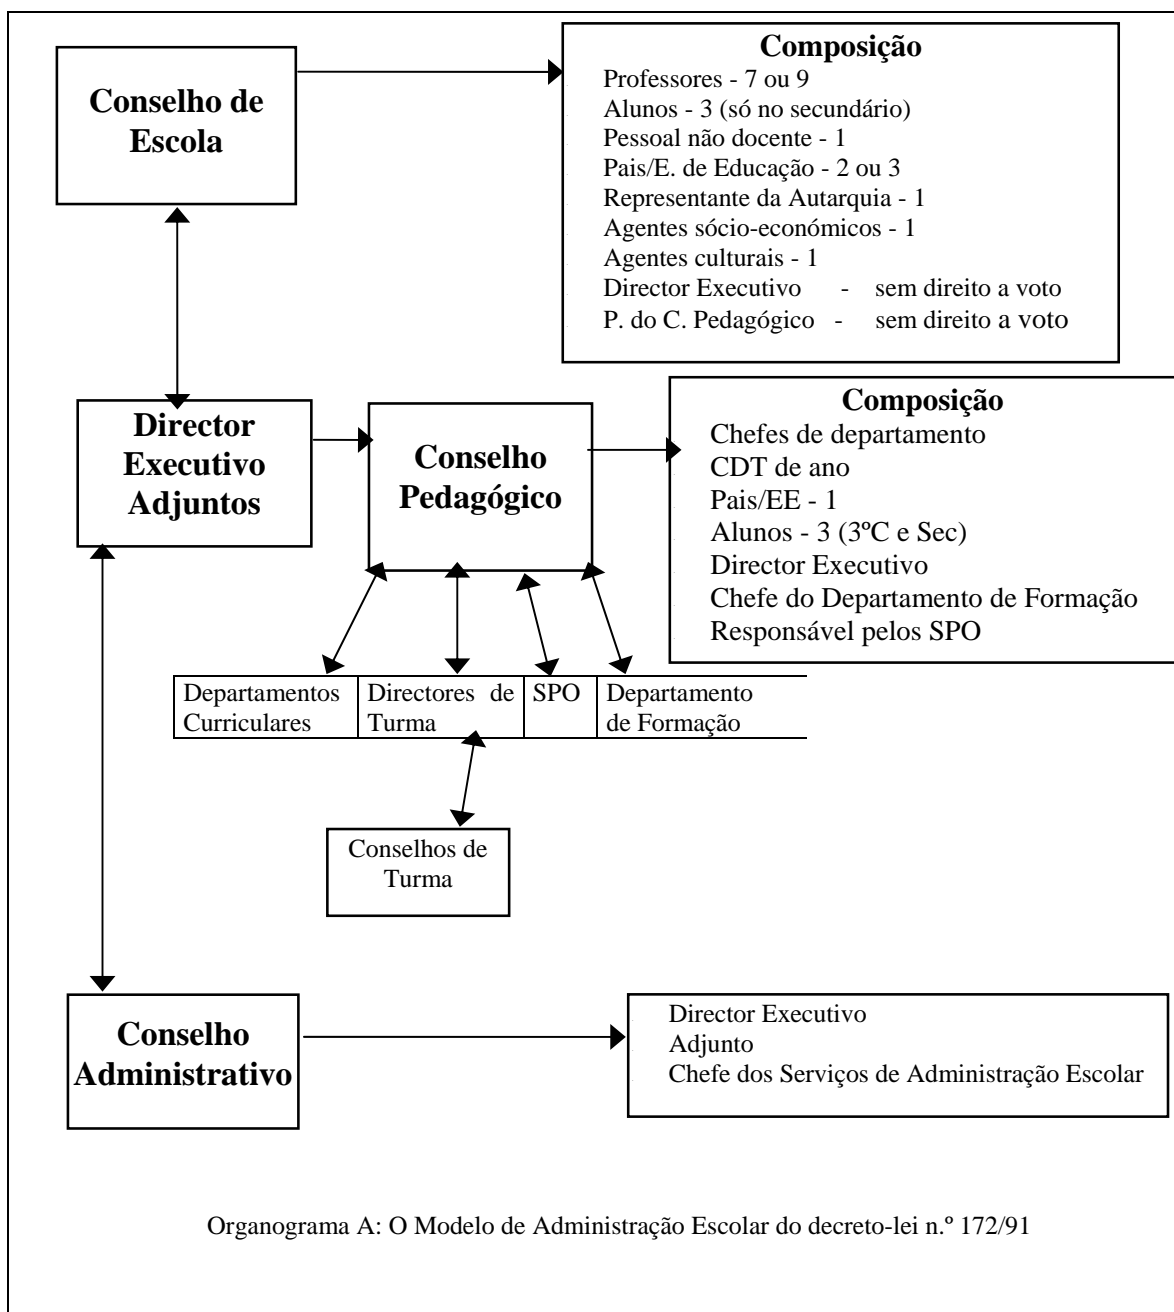 Conselho de
Escola
Composição
Professores - 7 ou 9
Alunos - 3 (só no secundário)
Pessoal não docente - 1
Pais/E. de Educação - 2 ou 3
Representante da Autarquia - 1
Agentes sócio-económicos - 1
Agentes culturais - 1
Director Executivo - sem direito a voto
P. do C. Pedagógico - sem direito a voto
Director
Executivo
Adjuntos
Conselho
Pedagógico
Composição
Chefes de departamento
CDT de ano
Pais/EE - 1
Alunos - 3 (3ºC e Sec)
Director Executivo
Chefe do Departamento de Formação
Responsável pelos SPO
Departamentos
Curriculares
Directores de
Turma
SPO
Departamento
de Formação
Conselhos de
Turma
Conselho
Administrativo
Director Executivo
Adjunto
Chefe dos Serviços de Administração Escolar
Organograma A: O Modelo de Administração Escolar do decreto-lei n.º 172/91